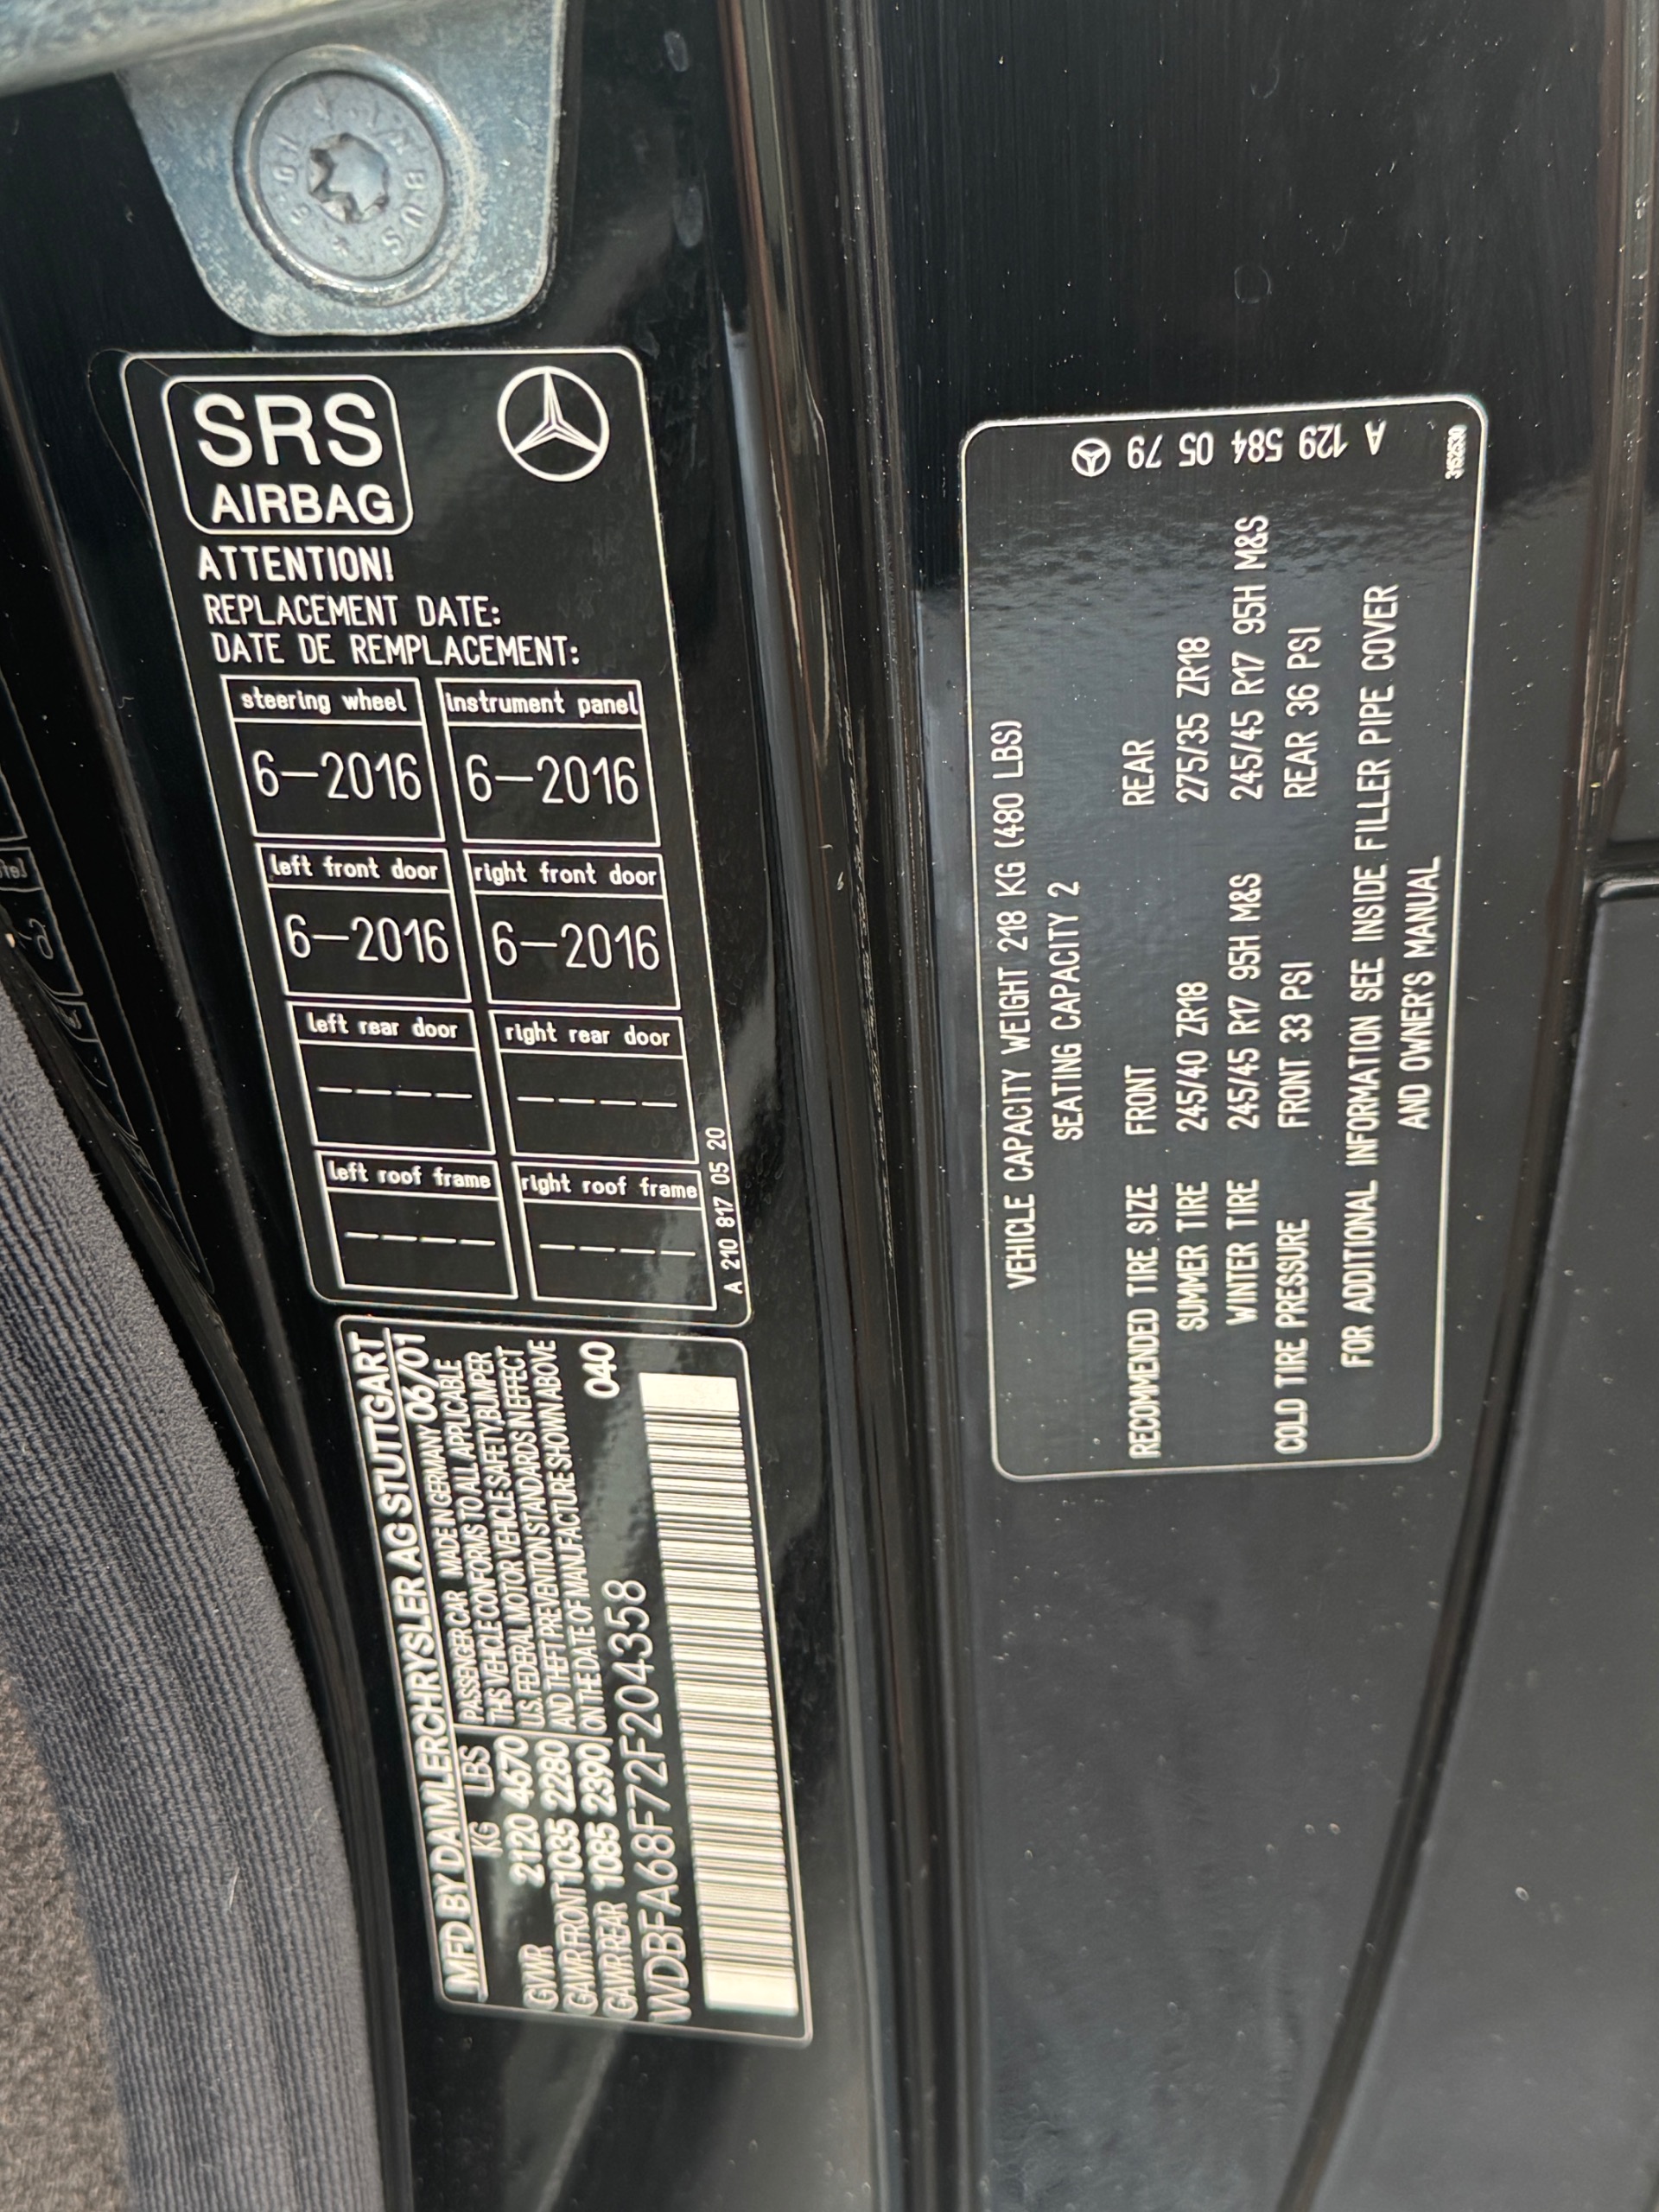 SRS
AIRBAG
ATTENTION!
REPLACEMENT DATE:
DATE DE REMPLACEMENT:
steering wheel instrument panel
6-2016 6-2016
left front door right front door
6-2016 6-2016
left rear door right rear door
---- ----
left roof frame right roof frame
---- ----
A 210 817 05 20
MFD BY DAIMLERCHRYSLER AG STUTTGART
KG LBS PASSENGER CAR MADE IN GERMANY 06/01
THIS VEHICLE CONFORMS TO ALL APPLICABLE
GVWR 2120 4670 U.S. FEDERAL MOTOR VEHICLE SAFETY, BUMPER
GAWR FRONT 1035 2280 AND THEFT PREVENTION STANDARDS IN EFFECT
GAWR REAR 1085 2390 ON THE DATE OF MANUFACTURE SHOWN ABOVE
WDBFA68F72F204358 040
VEHICLE CAPACITY WEIGHT 218 KG (480 LBS)
SEATING CAPACITY 2
RECOMMENDED TIRE SIZE FRONT REAR
SUMMER TIRE 245/40 ZR18 275/35 ZR18
WINTER TIRE 245/45 R17 95H M&S 245/45 R17 95H M&S
COLD TIRE PRESSURE FRONT 33 PSI REAR 36 PSI
FOR ADDITIONAL INFORMATION SEE INSIDE FILLER PIPE COVER
AND OWNER'S MANUAL
A 129 584 05 79